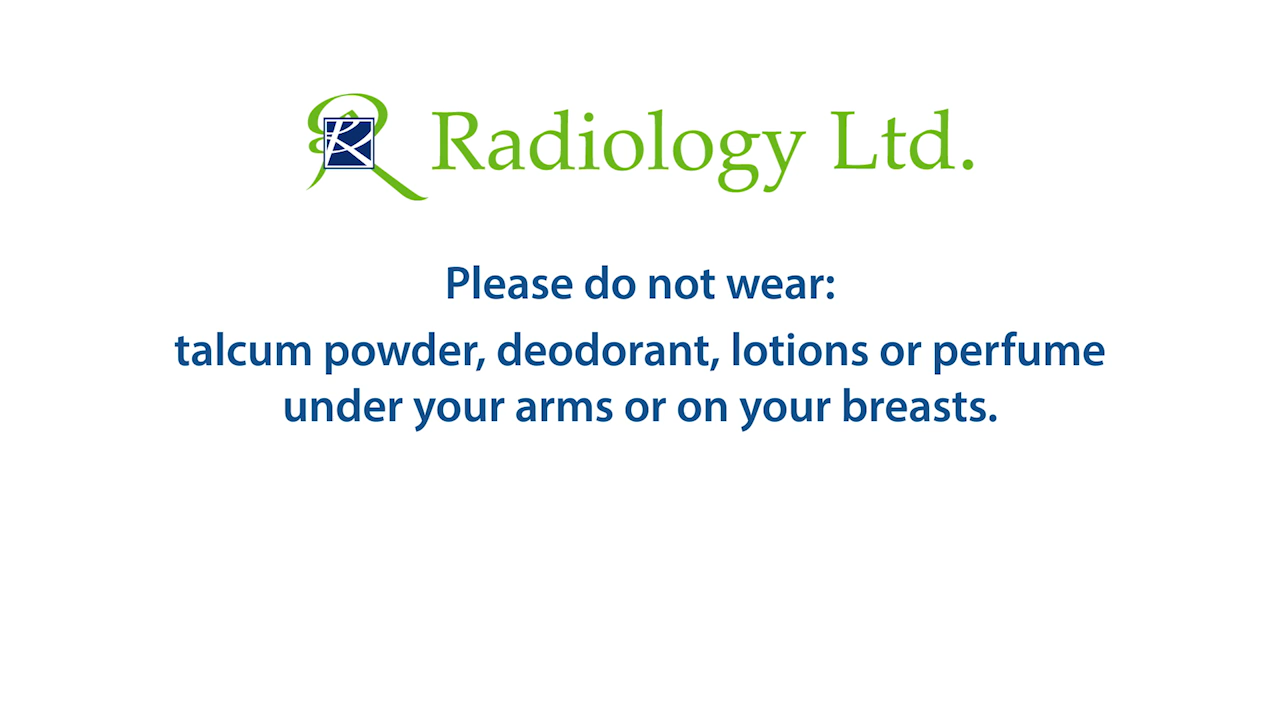 Radiology Ltd.
Please do not wear:
talcum powder, deodorant, lotions or perfume
under your arms or on your breasts.